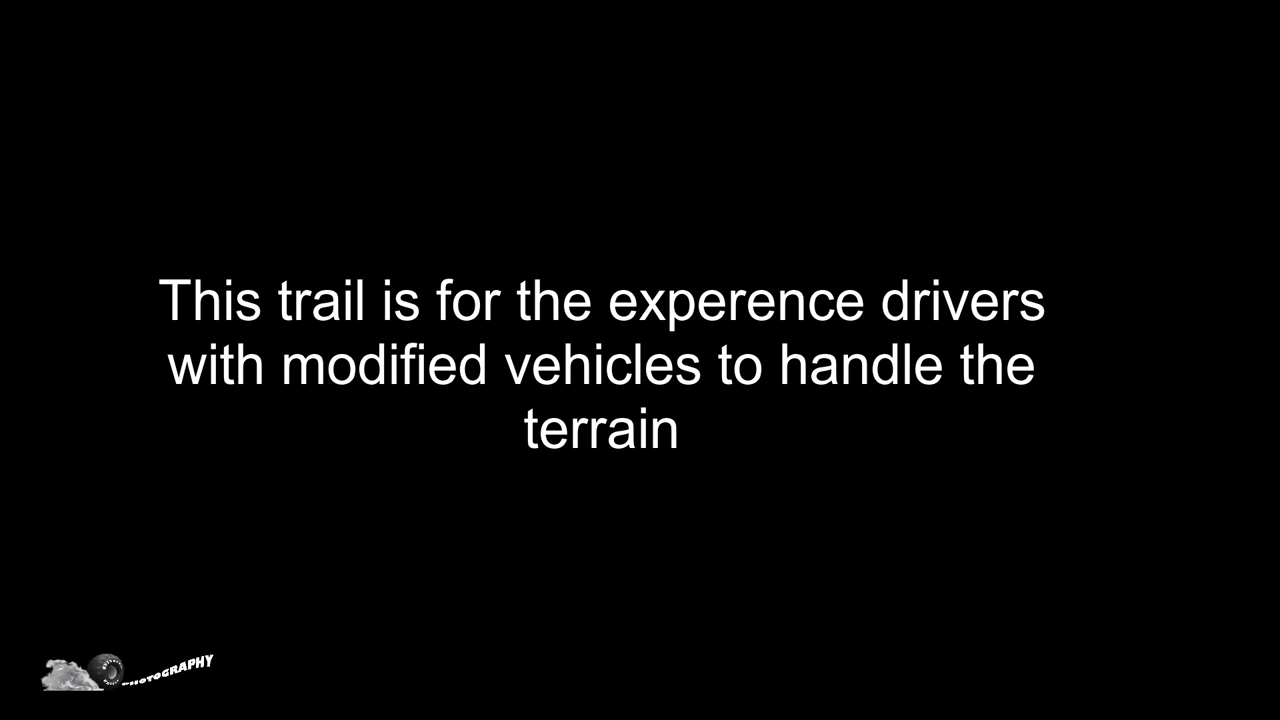 This trail is for the experence drivers
with modified vehicles to handle the
terrain
PHOTOGRAPHY